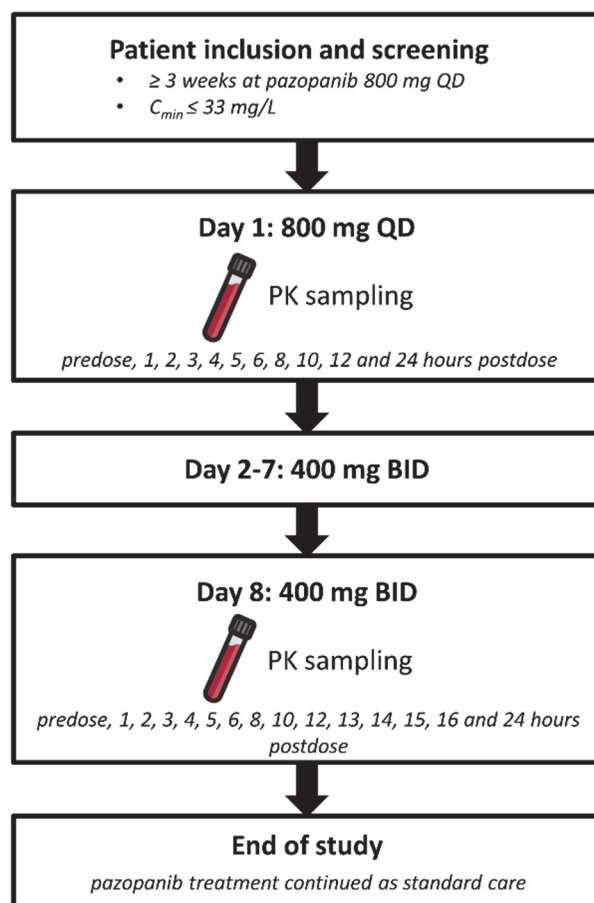 Patient inclusion and screening
• ≥ 3 weeks at pazopanib 800 mg QD
• Cmin ≤ 33 mg/L
Day 1: 800 mg QD
PK sampling
predose, 1, 2, 3, 4, 5, 6, 8, 10, 12 and 24 hours postdose
Day 2-7: 400 mg BID
Day 8: 400 mg BID
PK sampling
predose, 1, 2, 3, 4, 5, 6, 8, 10, 12, 13, 14, 15, 16 and 24 hours
postdose
End of study
pazopanib treatment continued as standard care